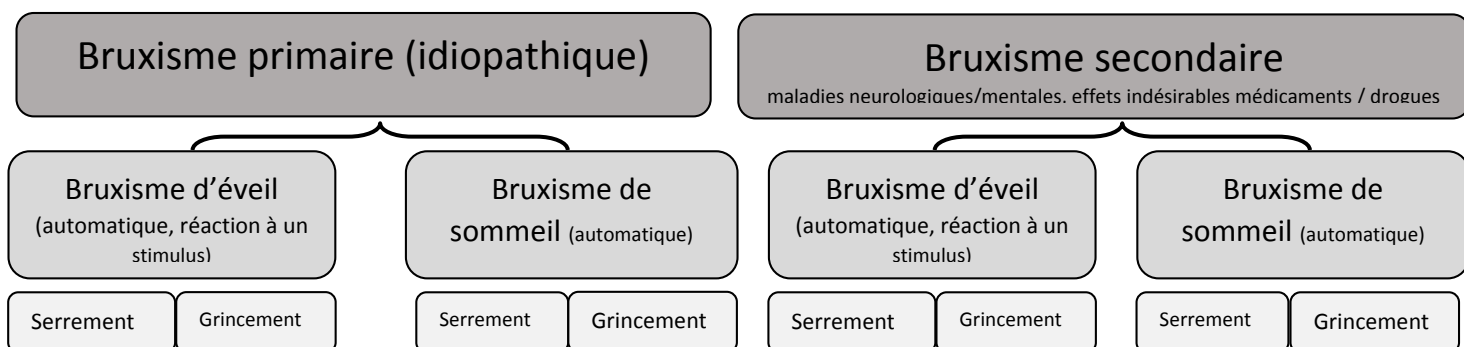 Bruxisme primaire (idiopathique)
Bruxisme secondaire
maladies neurologiques/mentales, effets indésirables médicaments / drogues
Bruxisme d’éveil
(automatique, réaction à un
stimulus)
Bruxisme de
sommeil (automatique)
Bruxisme d’éveil
(automatique, réaction à un
stimulus)
Bruxisme de
sommeil (automatique)
Serrement
Grincement
Serrement
Grincement
Serrement
Grincement
Serrement
Grincement